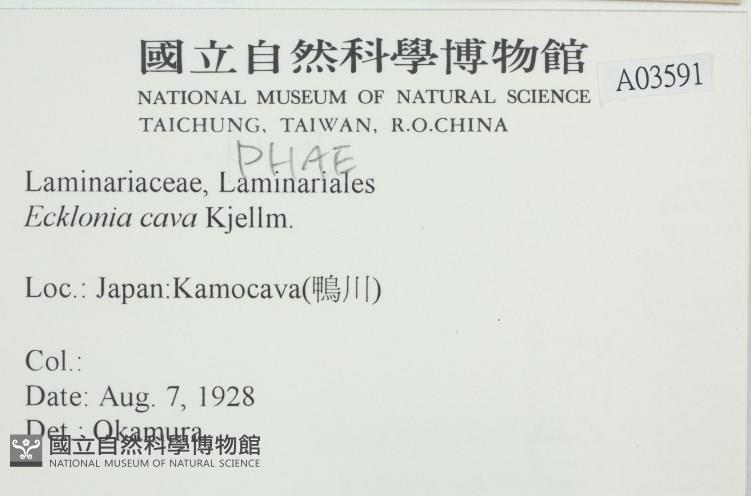 國立自然科學博物館
A03591
NATIONAL MUSEUM OF NATURAL SCIENCE
TAICHUNG, TAIWAN, R.O.CHINA
PHAE
Laminariaceae, Laminariales
Ecklonia cava Kjellm.
Loc.: Japan:Kamocava(鴨川)
Col.:
Date: Aug. 7, 1928
Det.: Okamura
國立自然科學博物館
NATIONAL MUSEUM OF NATURAL SCIENCE